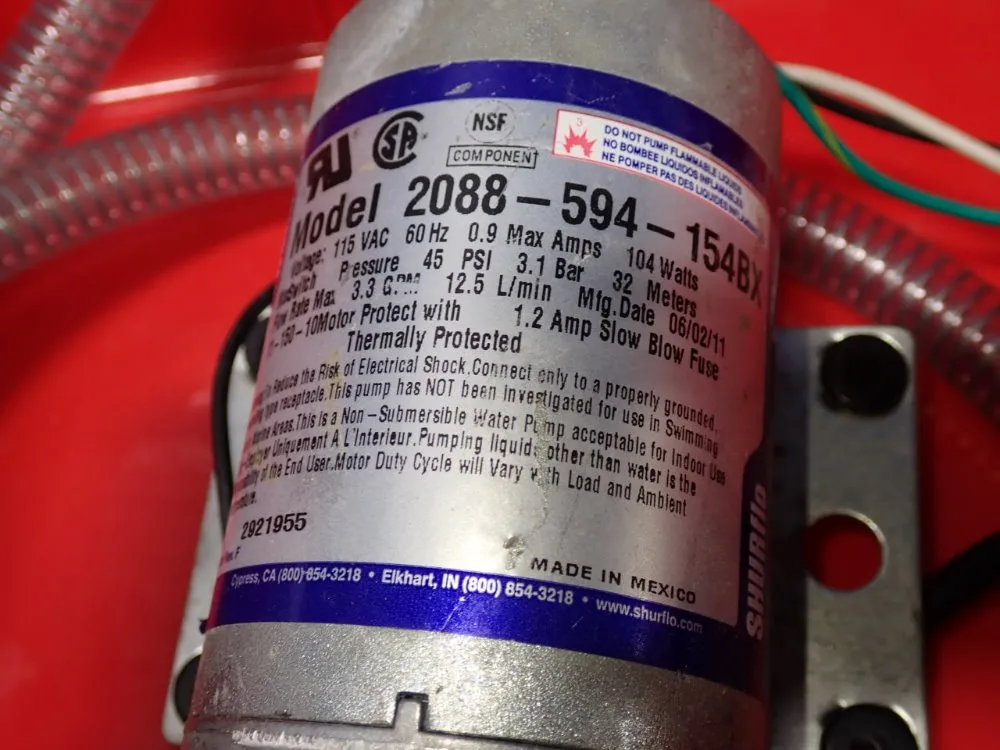 NSF
COMPONENT
3
DO NOT PUMP FLAMMABLE LIQUIDS
NO BOMBEE LIQUIDOS INFLAMABLES
NE POMPER PAS DES LIQUIDES INFLAM
Model 2088-594-154BX
Voltage: 115 VAC 60 Hz 0.9 Max Amps 104 Watts
Pressure 45 PSI 3.1 Bar 32 Meters
Flow Rate Max 3.3 12.5 L/min Mfg.Date 06/02/11
-150-10Motor Protect with 1.2 Amp Slow Blow Fuse
Thermally Protected
Reduce the Risk of Electrical Shock.Connect only to a properly grounded,
type receptacle.This pump has NOT been investigated for use in Swimming
Areas.This is a Non-Submersible Water Pump acceptable for Indoor Use
Uniquement A L'Interieur.Pumping liquids other than water is the
of the End User.Motor Duty Cycle will Vary with Load and Ambient
2921955
MADE IN MEXICO
Cypress, CA (800) 854-3218 • Elkhart, IN (800) 854-3218 • www.shurflo.com
SHURflo